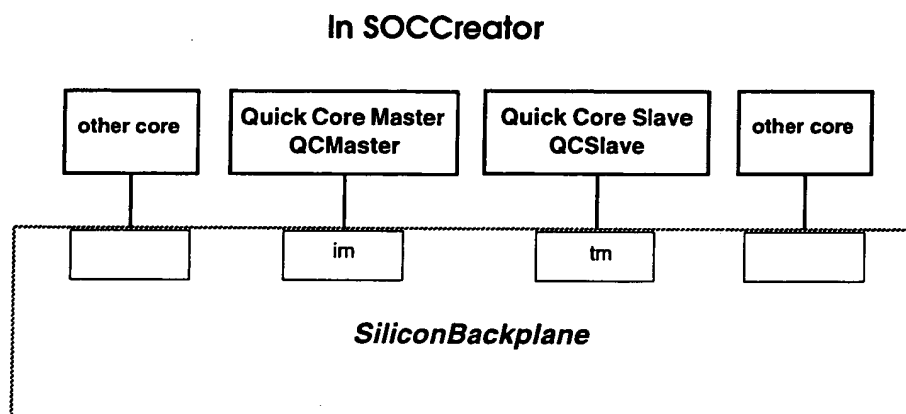 In SOCCreator
other core
Quick Core Master
QCMaster
Quick Core Slave
QCSlave
other core
im
tm
SiliconBackplane